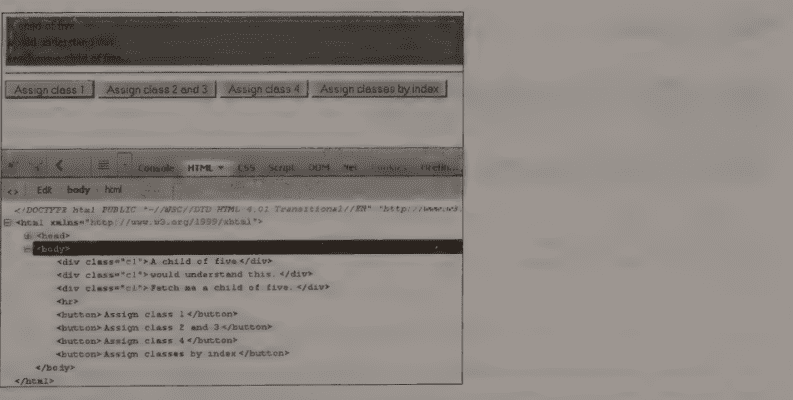 child of five
would understand this.
child of five.
Assign class 1 Assign class 2 and 3 Assign class 4 Assign classes by index
Console HTML ▾ CSS Script DOM Net
<> Edit body html
<!DOCTYPE html PUBLIC "-//W3C//DTD HTML 4.01 Transitional//EN" "http://www.w3.
<html xmlns="http://www.w3.org/1999/xhtml">
<head>
<body>
<div class="c1">A child of five</div>
<div class="c1">would understand this.</div>
<div class="c1">Fetch me a child of five.</div>
<hr>
<button>Assign class 1</button>
<button>Assign class 2 and 3</button>
<button>Assign class 4</button>
<button>Assign classes by index</button>
</body>
</html>